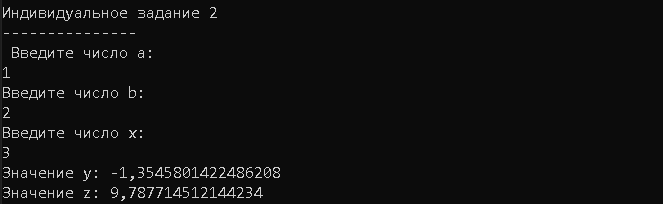 Индивидуальное задание 2
---------------
Введите число a:
1
Введите число b:
2
Введите число x:
3
Значение y: -1,3545801422486208
Значение z: 9,787714512144234